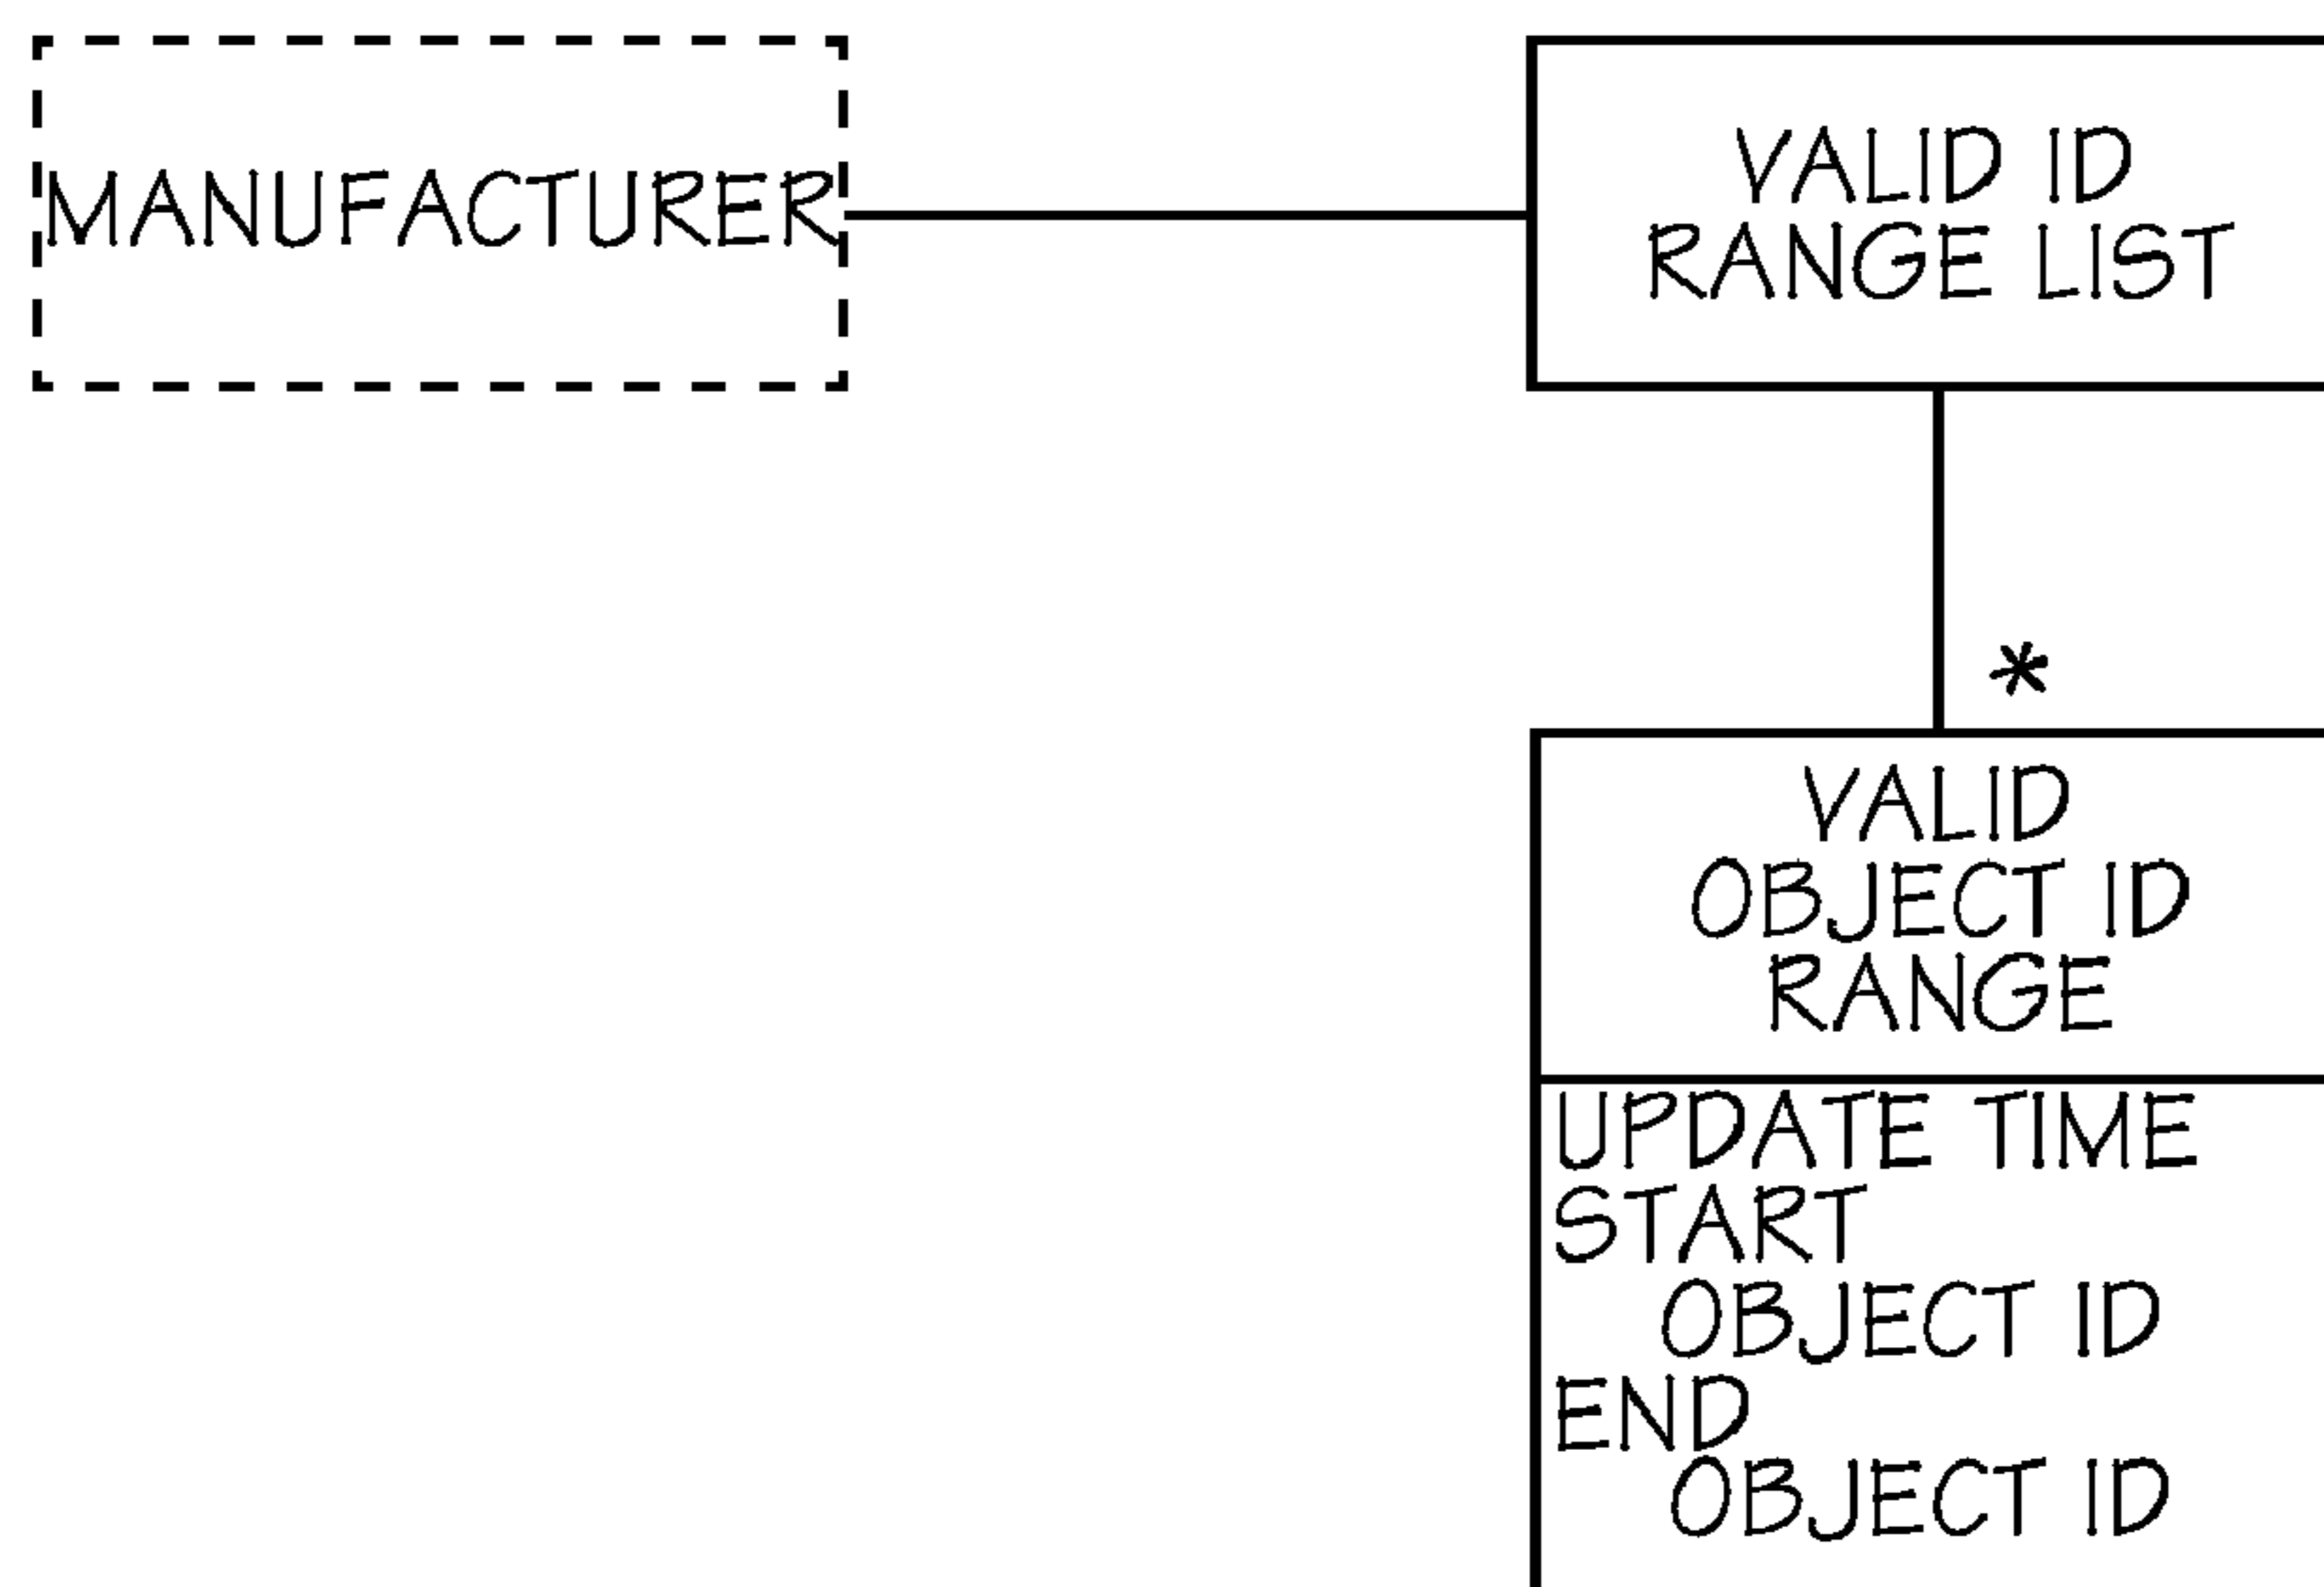 MANUFACTURER
VALID ID
RANGE LIST
*
VALID
OBJECT ID
RANGE
UPDATE TIME
START
OBJECT ID
END
OBJECT ID